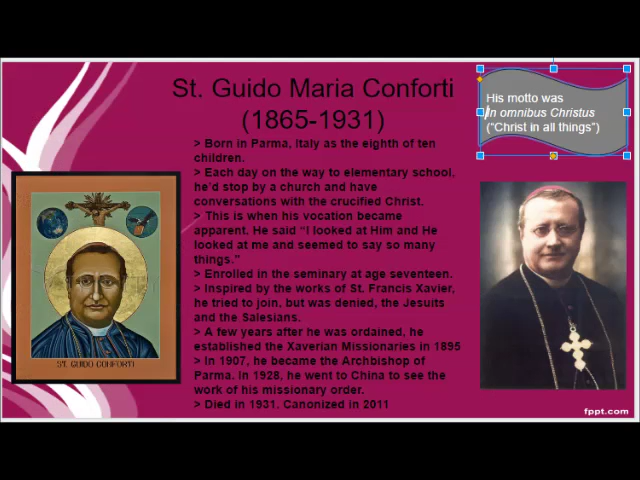 St. Guido Maria Conforti
(1865-1931)
> Born in Parma, Italy as the eighth of ten
children.
> Each day on the way to elementary school,
he'd stop by a church and have
conversations with the crucified Christ.
> This is when his vocation became
apparent. He said “I looked at Him and He
looked at me and seemed to say so many
things.”
> Enrolled in the seminary at age seventeen.
> Inspired by the works of St. Francis Xavier,
he tried to join, but was denied, the Jesuits
and the Salesians.
> A few years after he was ordained, he
established the Xaverian Missionaries in 1895
> In 1907, he became the Archbishop of
Parma. In 1928, he went to China to see the
work of his missionary order.
> Died in 1931. Canonized in 2011
His motto was
In omnibus Christus
(“Christ in all things”)
ST. GUIDO CONFORTI
fppt.com